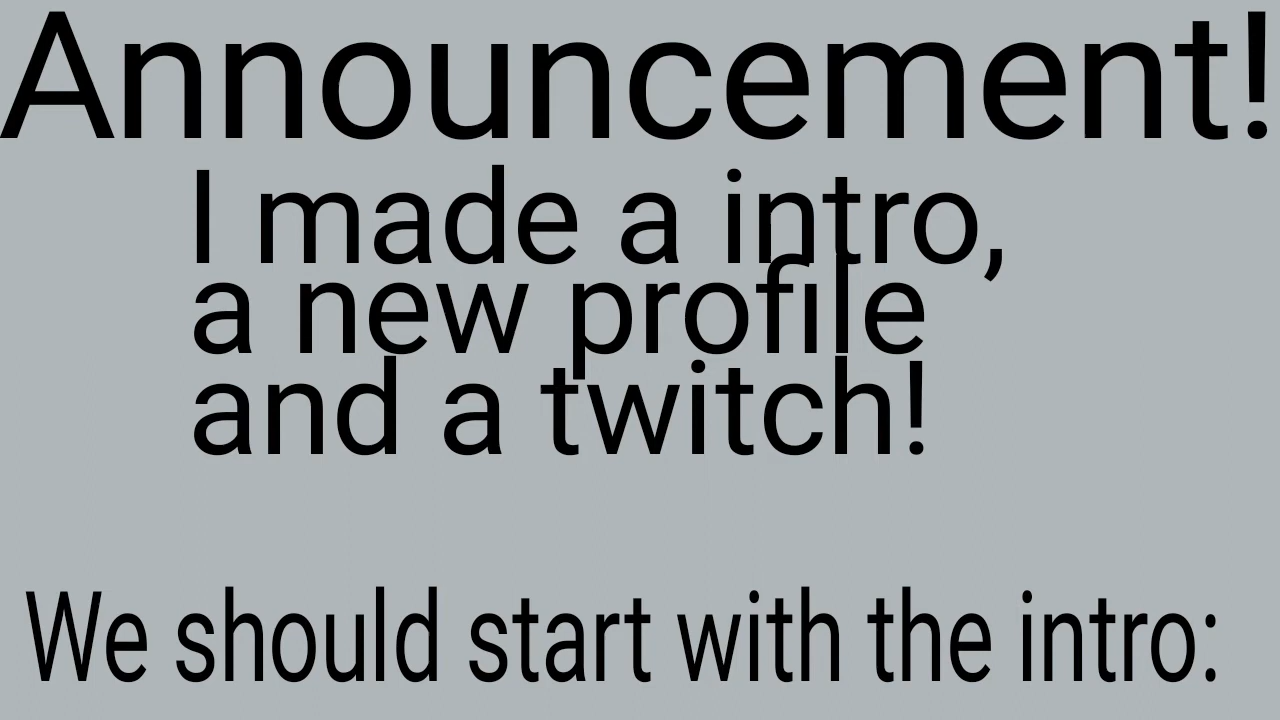 Announcement!
I made a intro,
a new profile
and a twitch!
We should start with the intro: